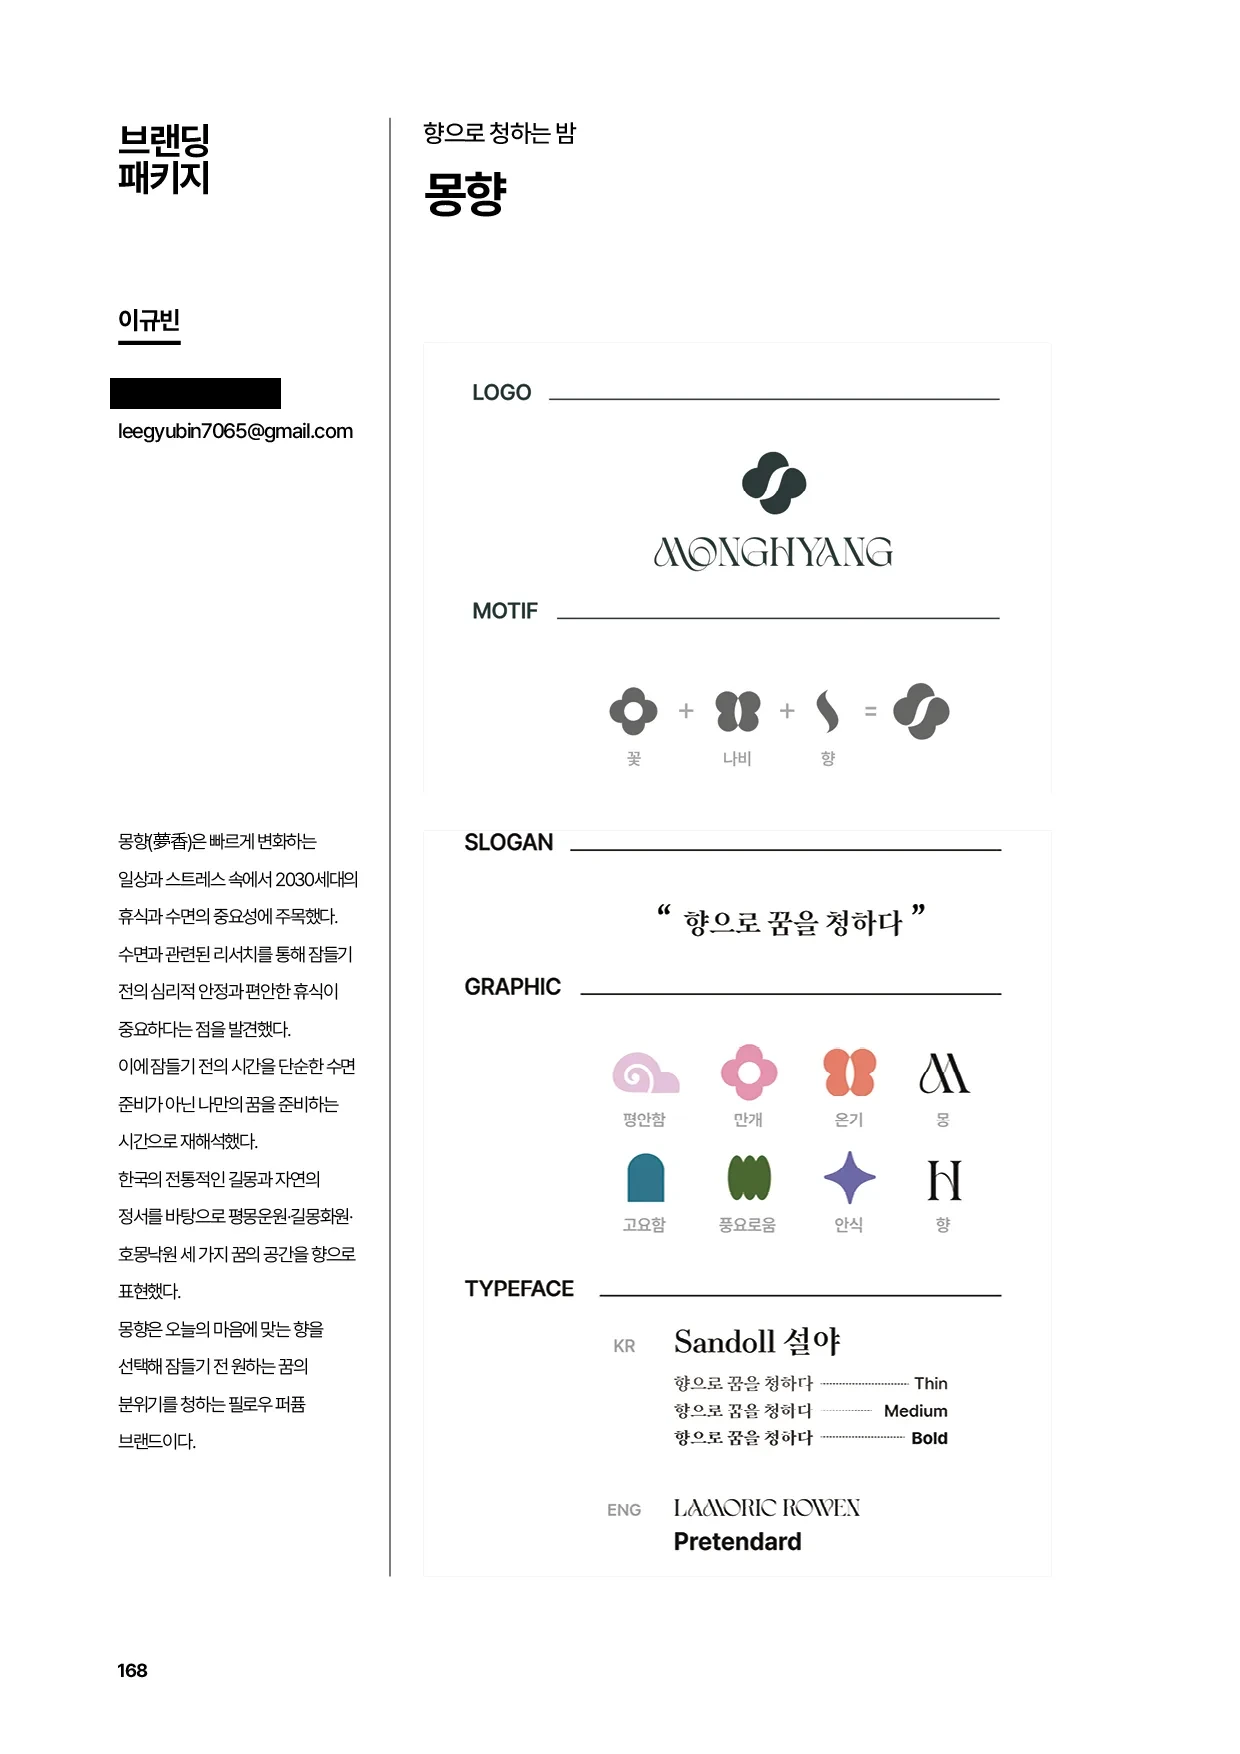 브랜딩
패키지
이규빈
leegyubin7065@gmail.com
몽향(夢香)은 빠르게 변화하는
일상과 스트레스 속에서 2030세대의
휴식과 수면의 중요성에 주목했다.
수면과 관련된 리서치를 통해 잠들기
전의 심리적 안정과 편안한 휴식이
중요하다는 점을 발견했다.
이에 잠들기 전의 시간을 단순한 수면
준비가 아닌 나만의 꿈을 준비하는
시간으로 재해석했다.
한국의 전통적인 길몽과 자연의
정서를 바탕으로 평몽운원·길몽화원·
호몽낙원 세 가지 꿈의 공간을 향으로
표현했다.
몽향은 오늘의 마음에 맞는 향을
선택해 잠들기 전 원하는 꿈의
분위기를 청하는 필로우 퍼퓸
브랜드이다.
향으로 청하는 밤
몽향
LOGO
MONGHYANG
MOTIF
+ + =
꽃 나비 향
SLOGAN
“ 향으로 꿈을 청하다 ”
GRAPHIC
M
평안함 만개 온기 몽
H
고요함 풍요로움 안식 향
TYPEFACE
KR Sandoll 설야
향으로 꿈을 청하다 Thin
향으로 꿈을 청하다 Medium
향으로 꿈을 청하다 Bold
ENG LAMORIC ROWEN
Pretendard
168